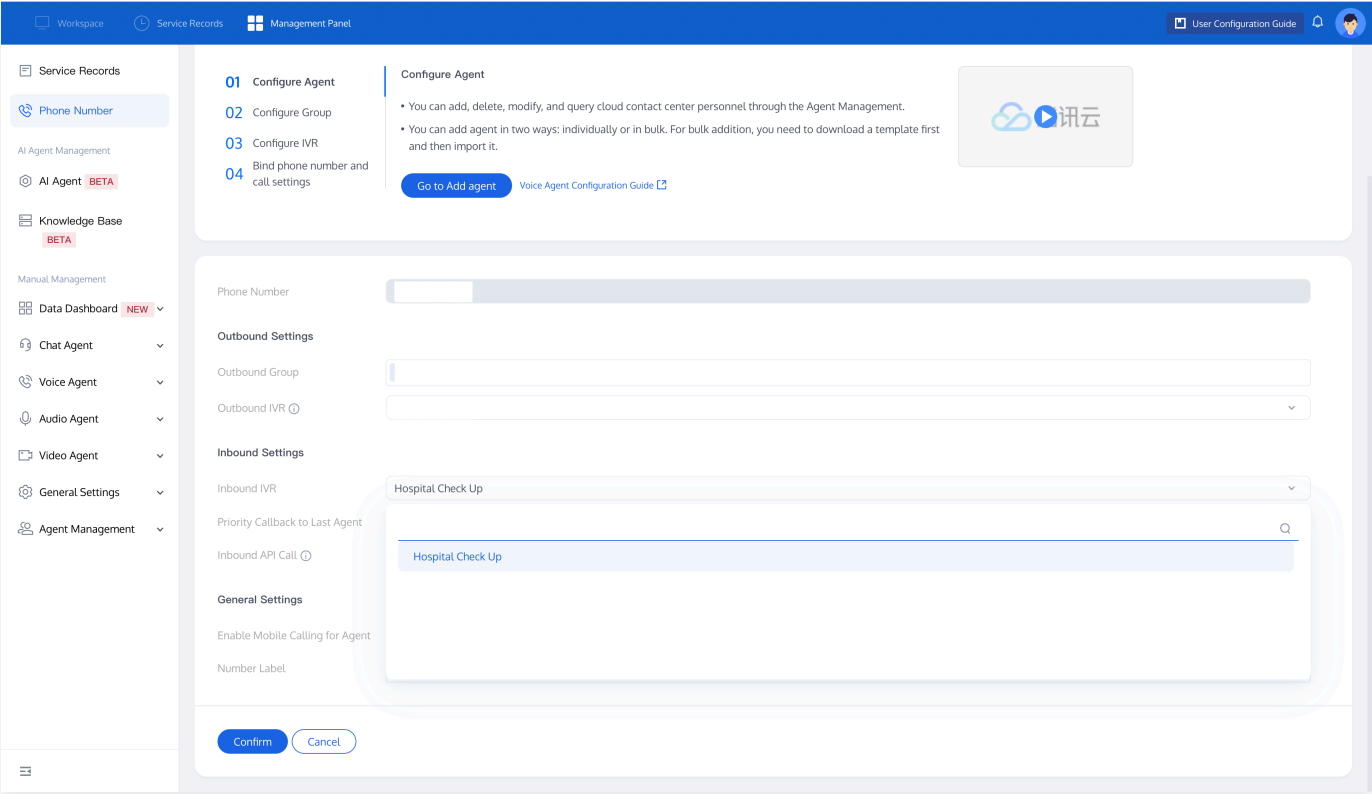 Workspace
Service Records
Management Panel
User Configuration Guide
Service Records
Phone Number
AI Agent Management
AI Agent BETA
Knowledge Base
BETA
Manual Management
Data Dashboard NEW
Chat Agent
Voice Agent
Audio Agent
Video Agent
General Settings
Agent Management
01 Configure Agent
02 Configure Group
03 Configure IVR
04 Bind phone number and
call settings
Configure Agent
• You can add, delete, modify, and query cloud contact center personnel through the Agent Management.
• You can add agent in two ways: individually or in bulk. For bulk addition, you need to download a template first
and then import it.
Go to Add agent
Voice Agent Configuration Guide
讯云
Phone Number
Outbound Settings
Outbound Group
Outbound IVR
Inbound Settings
Inbound IVR
Hospital Check Up
Priority Callback to Last Agent
Hospital Check Up
Inbound API Call
General Settings
Enable Mobile Calling for Agent
Number Label
Confirm
Cancel